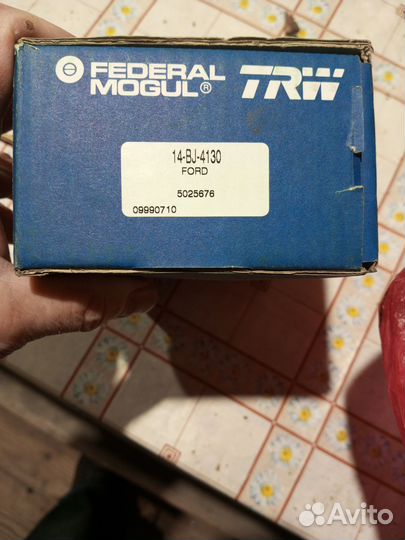 FEDERAL
MOGUL®
TRW
14-BJ-4130
FORD
5025676
09990710
Avito